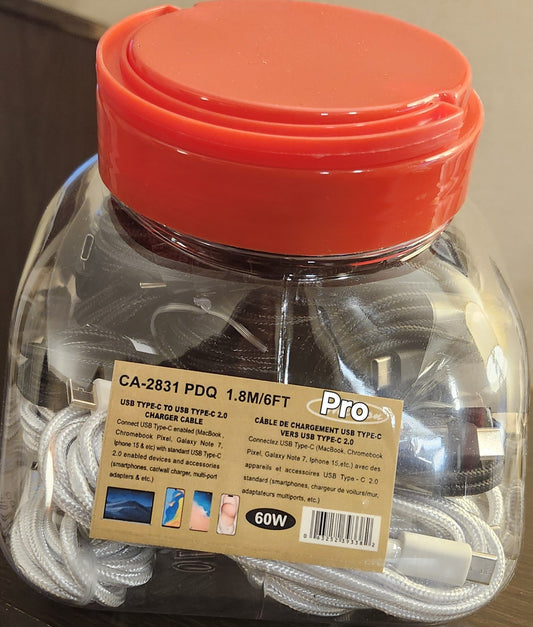 CA-2831 PDQ 1.8M/6FT
Pro
USB TYPE-C TO USB TYPE-C 2.0
CHARGER CABLE
Connect USB Type-C enabled (MacBook,
Chromebook Pixel, Galaxy Note 7,
Iphone 15 & etc) with standard USB Type-C
2.0 enabled devices and accessories
(smartphones, car/wall charger, multi-port
adapters & etc.)
CÂBLE DE CHARGEMENT USB TYPE-C
VERS USB TYPE-C 2.0
Connectez USB Type-C (MacBook, Chromebook
Pixel, Galaxy Note 7, Iphone 15, etc.) avec des
appareils et accessoires USB Type - C 2.0
standard (smartphones, chargeur de voiture/mur,
adaptateurs multiports, etc)
60W